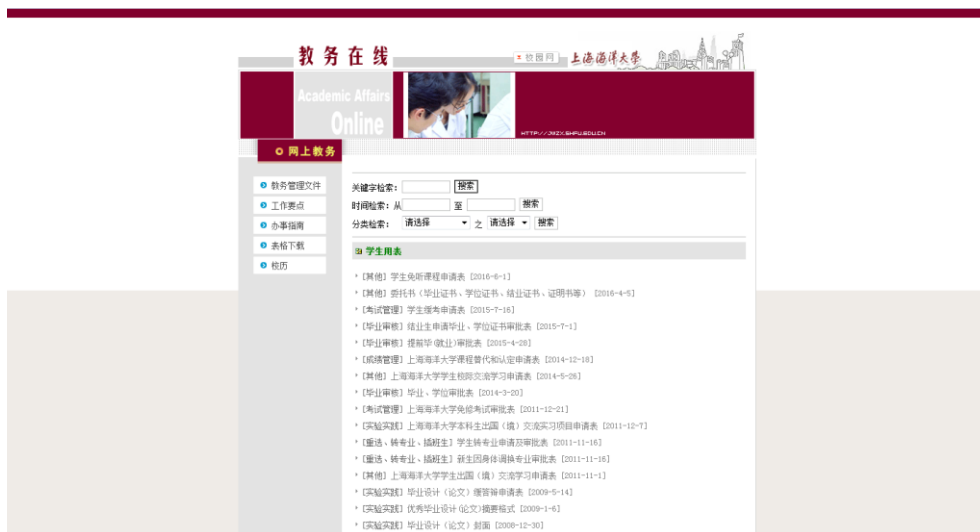 教务在线
校园网
上海海洋大学
Academic Affairs
Online
HTTP://JWZX.SHFU.EDU.CN
网上教务
教务管理文件
工作要点
办事指南
表格下载
校历
关键字检索: 搜索
时间检索: 从 至 搜索
分类检索: 请选择 之 请选择 搜索
学生用表
[其他] 学生免听课程申请表 [2016-6-1]
[其他] 委托书(毕业证书、学位证书、结业证书、证明书等) [2016-4-5]
[考试管理] 学生缓考申请表 [2015-7-16]
[毕业审核] 结业生申请毕业、学位证书审批表 [2015-7-1]
[毕业审核] 提前毕(就业)审批表 [2015-4-28]
[成绩管理] 上海海洋大学课程替代和认定申请表 [2014-12-18]
[其他] 上海海洋大学学生校际交流学习申请表 [2014-5-26]
[毕业审核] 毕业、学位审批表 [2014-3-20]
[考试管理] 上海海洋大学免修考试审批表 [2011-12-21]
[实验实践] 上海海洋大学本科生出国(境)交流实习项目申请表 [2011-12-7]
[重选、转专业、插班生] 学生转专业申请及审批表 [2011-11-16]
[重选、转专业、插班生] 新生因身体调换专业审批表 [2011-11-16]
[其他] 上海海洋大学学生出国(境)交流学习申请表 [2011-11-1]
[实验实践] 毕业设计(论文)缓答辩申请表 [2009-5-14]
[实验实践] 优秀毕业设计(论文)摘要格式 [2009-1-6]
[实验实践] 毕业设计(论文)封面 [2008-12-30]